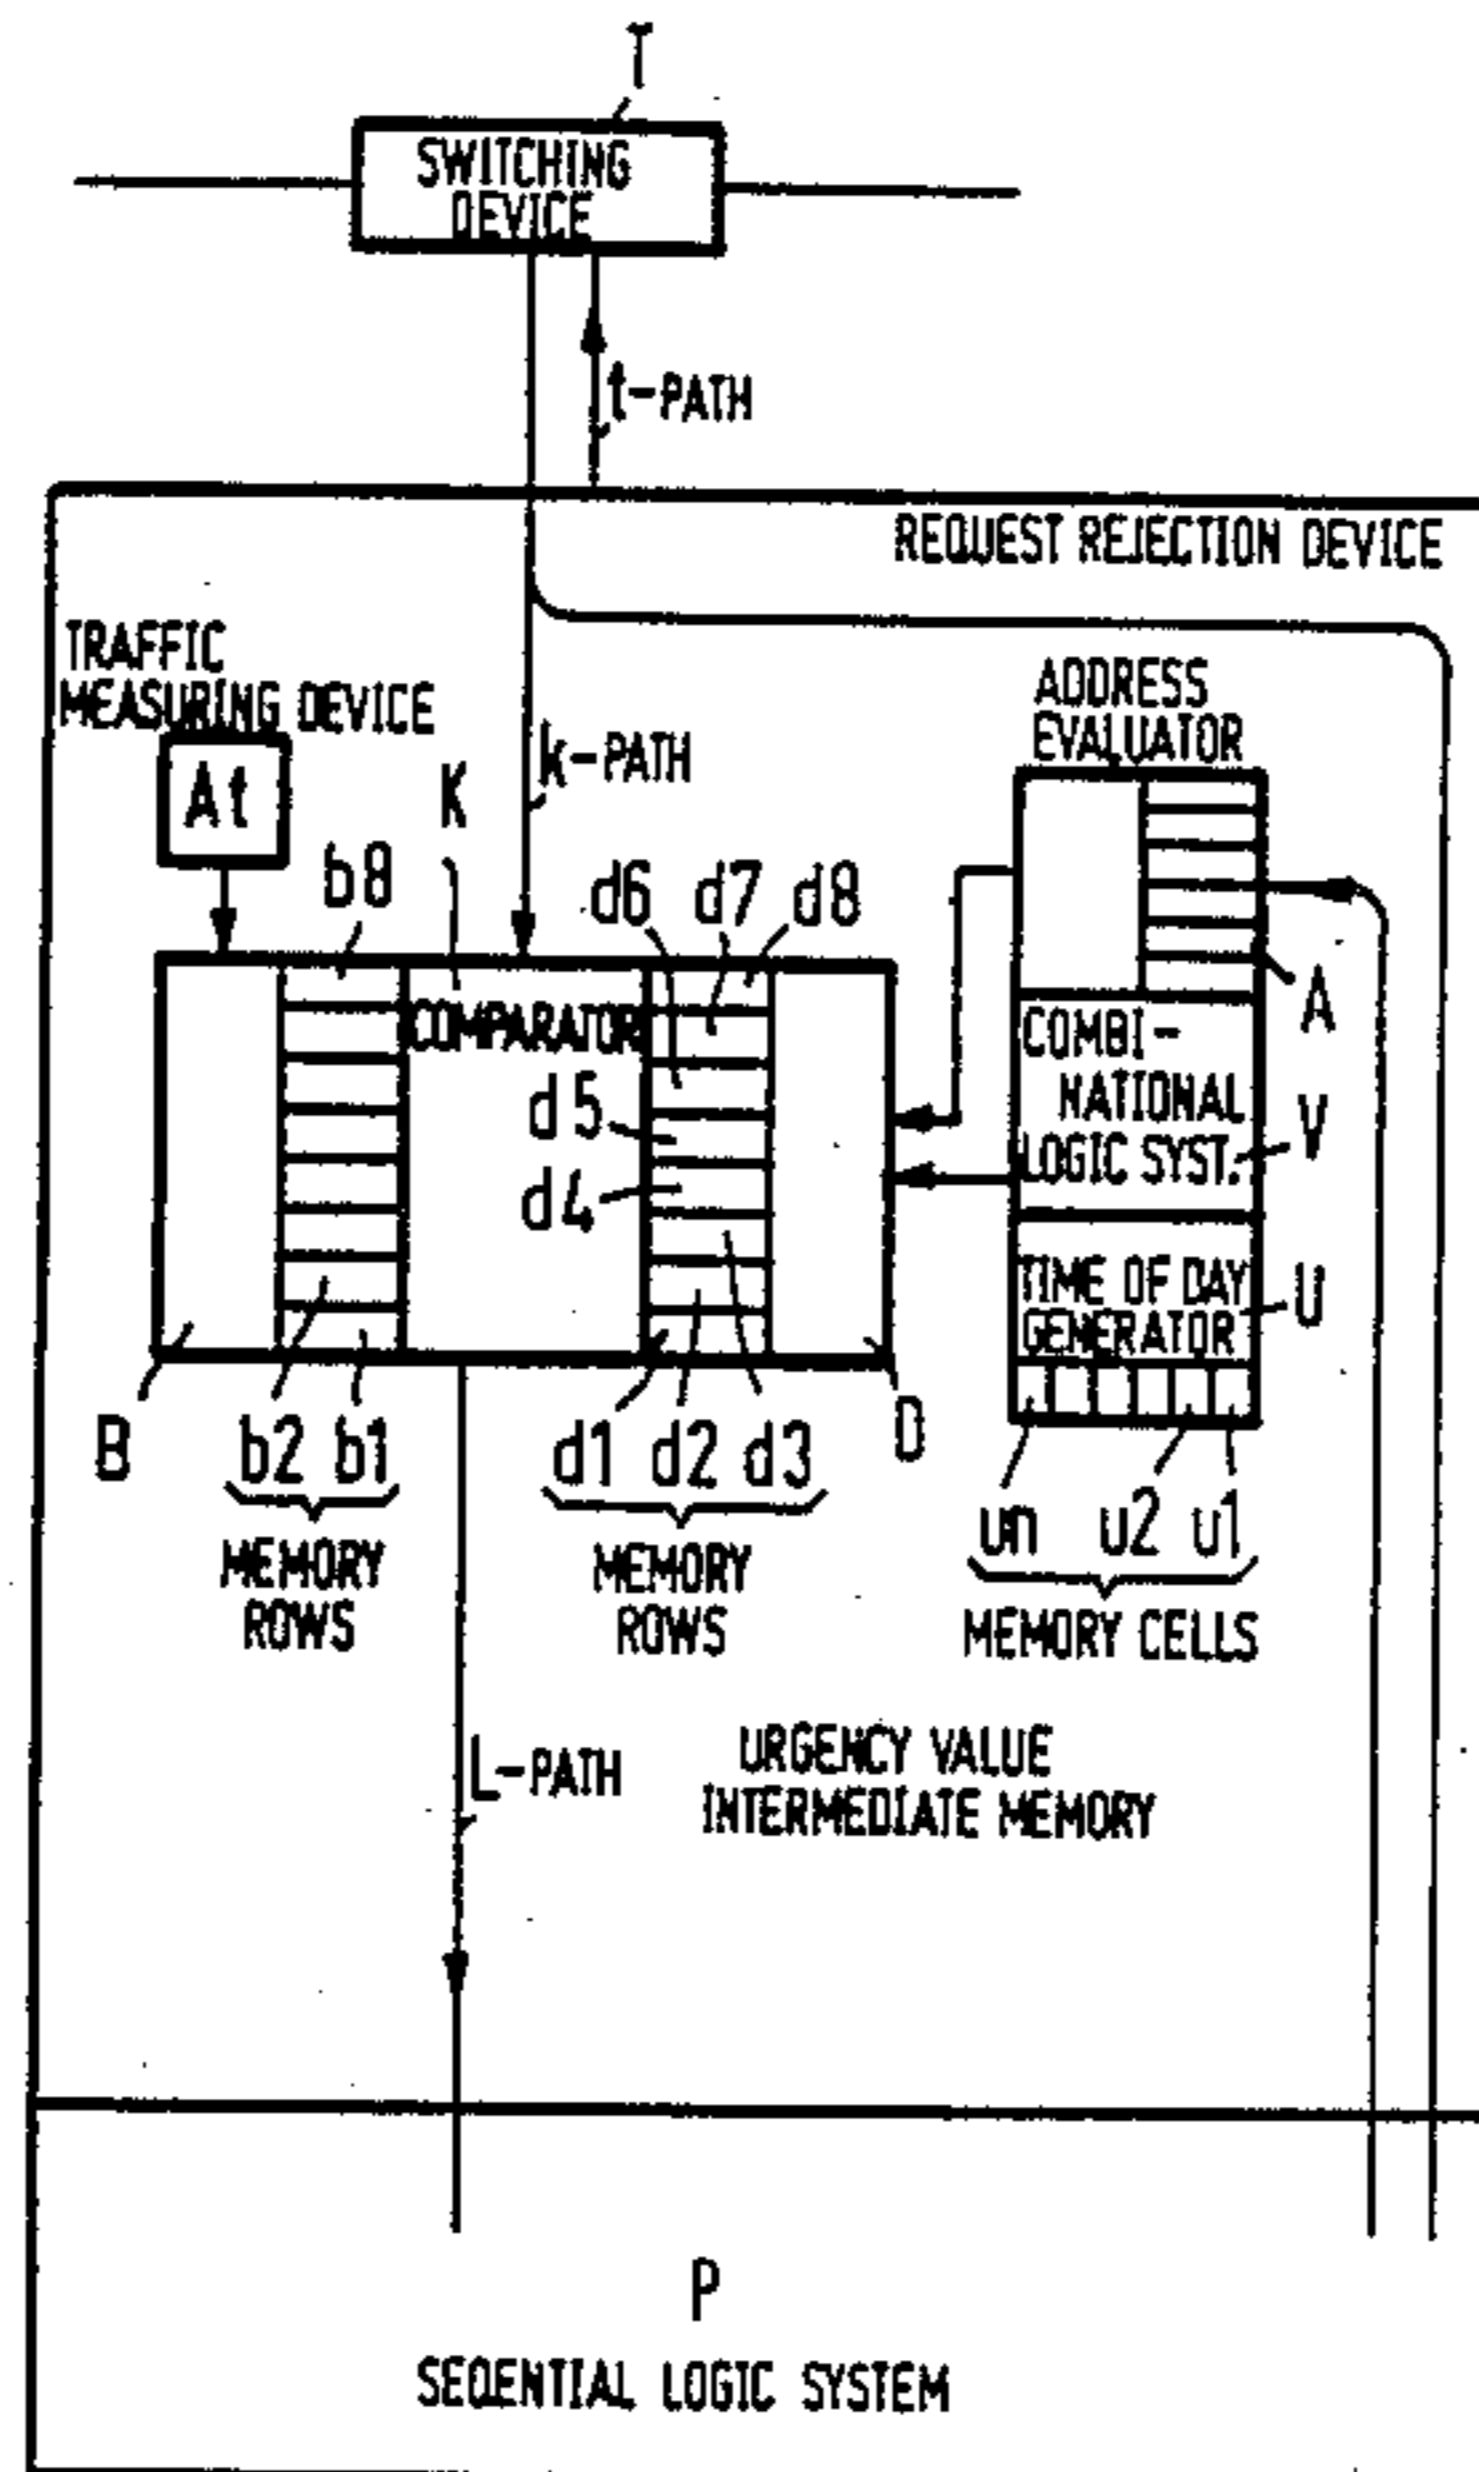 T
SWITCHING
DEVICE
t-PATH
REQUEST REJECTION DEVICE
TRAFFIC
MEASURING DEVICE
ADDRESS
EVALUATOR
At
K
k-PATH
b8
d6 d7 d8
COMPARATOR
A
COMBI-
NATIONAL
LOGIC SYST.
V
d5
d4
TIME OF DAY
GENERATOR
U
B
b2 b1
d1 d2 d3
D
un u2 u1
MEMORY
ROWS
MEMORY
ROWS
MEMORY CELLS
L-PATH
URGENCY VALUE
INTERMEDIATE MEMORY
P
SEQENTIAL LOGIC SYSTEM